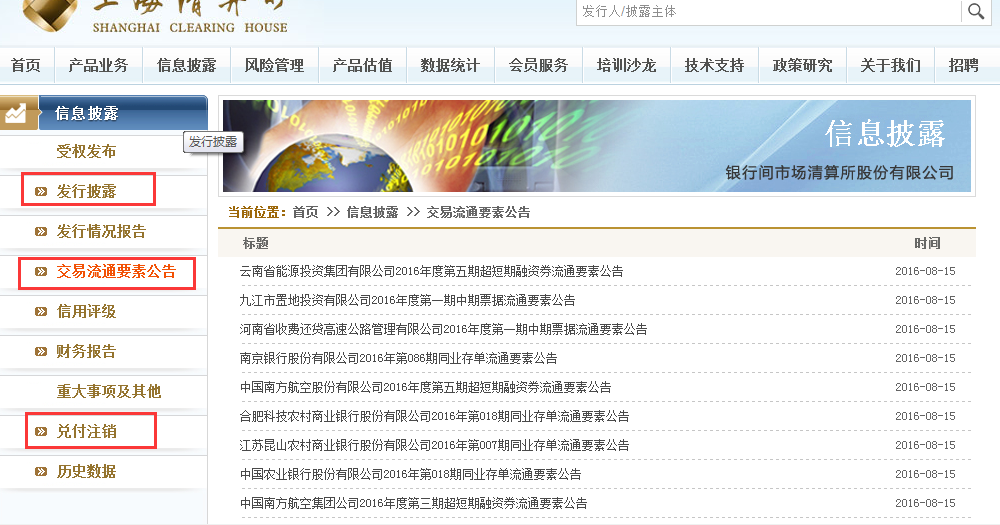 上海清算所
SHANGHAI CLEARING HOUSE
发行人/披露主体
首页 产品业务 信息披露 风险管理 产品估值 数据统计 会员服务 培训沙龙 技术支持 政策研究 关于我们 招聘
信息披露
发行披露
受权发布
发行披露
发行情况报告
交易流通要素公告
信用评级
财务报告
重大事项及其他
兑付注销
历史数据
信息披露
银行间市场清算所股份有限公司
当前位置：首页 >> 信息披露 >> 交易流通要素公告
标题 时间
云南省能源投资集团有限公司2016年度第五期超短期融资券流通要素公告 2016-08-15
九江市置地投资有限公司2016年度第一期中期票据流通要素公告 2016-08-15
河南省收费还贷高速公路管理有限公司2016年度第一期中期票据流通要素公告 2016-08-15
南京银行股份有限公司2016年第086期同业存单流通要素公告 2016-08-15
中国南方航空股份有限公司2016年度第五期超短期融资券流通要素公告 2016-08-15
合肥科技农村商业银行股份有限公司2016年第018期同业存单流通要素公告 2016-08-15
江苏昆山农村商业银行股份有限公司2016年第007期同业存单流通要素公告 2016-08-15
中国农业银行股份有限公司2016年第018期同业存单流通要素公告 2016-08-15
中国南方航空集团公司2016年度第三期超短期融资券流通要素公告 2016-08-15